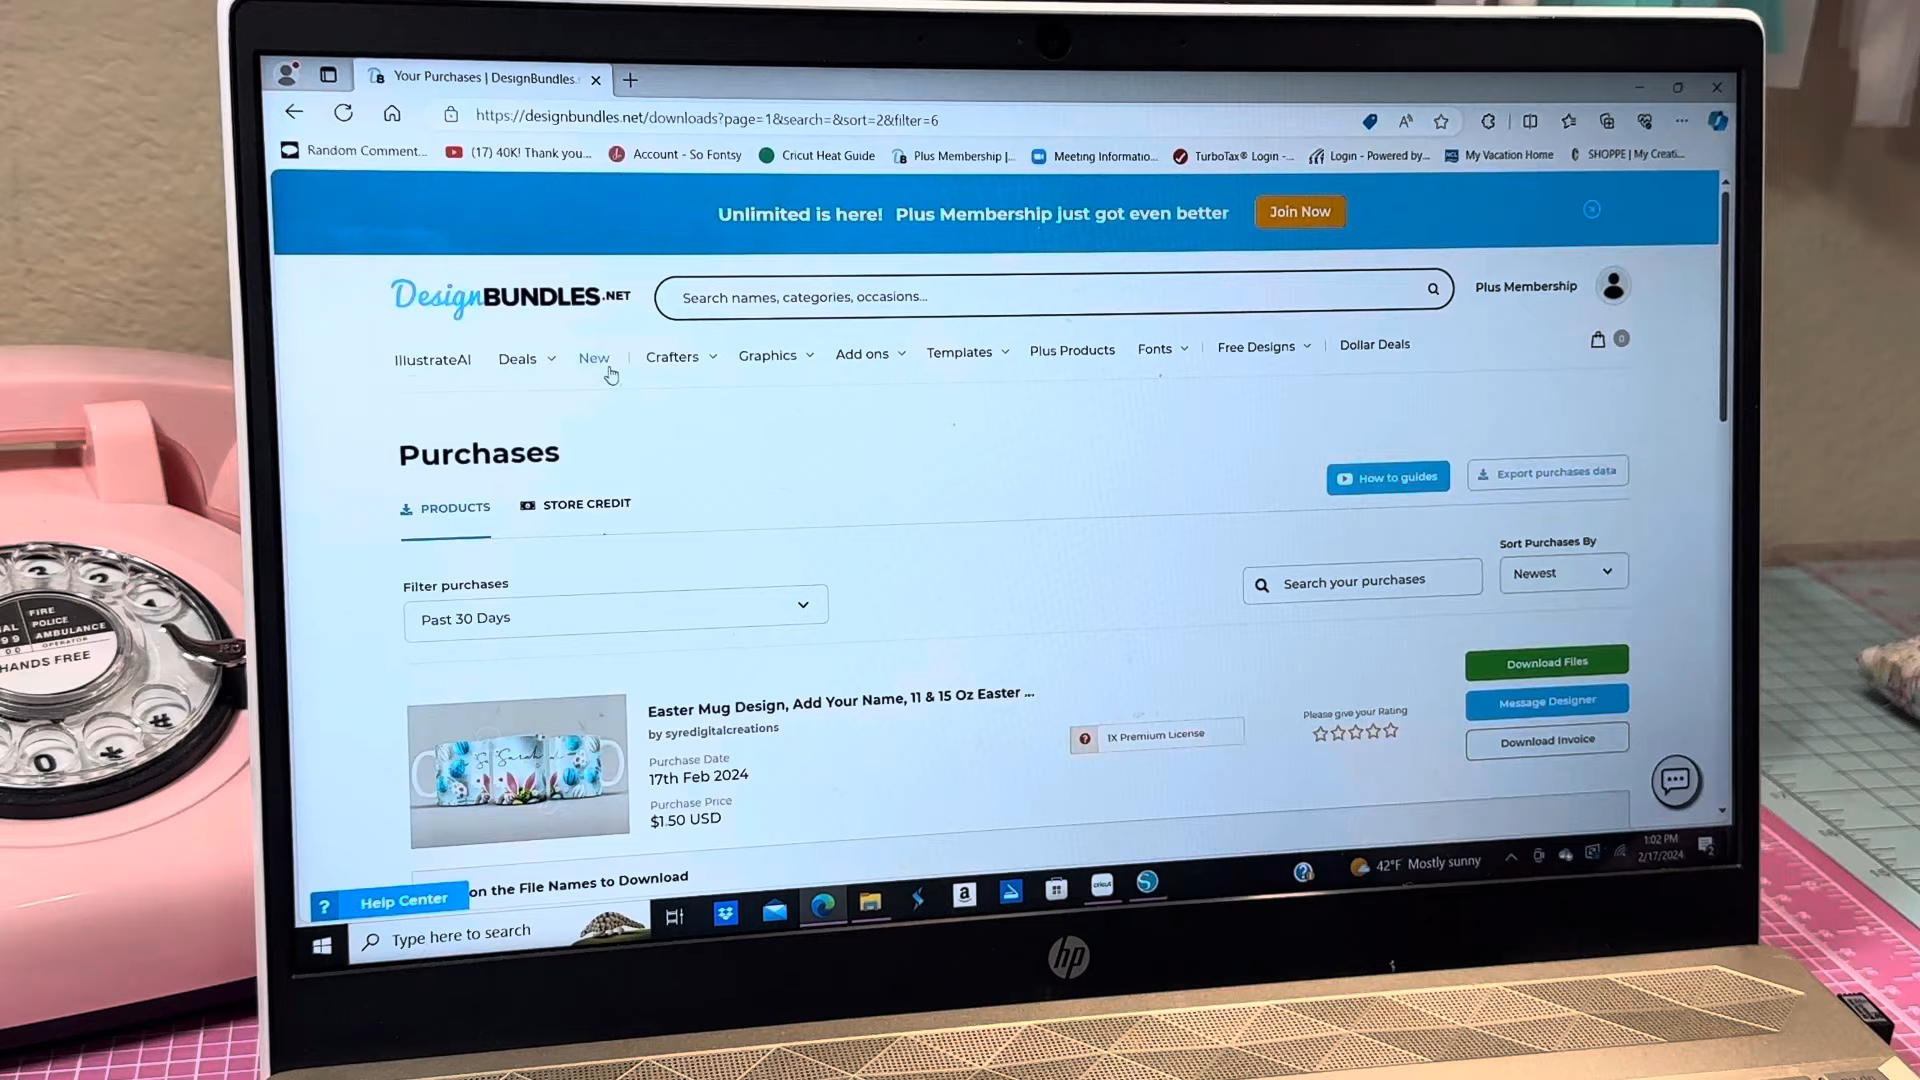 Your Purchases | DesignBundles.
https://designbundles.net/downloads?page=1&search=&sort=2&filter=6
Random Comment... (17) 40K! Thank you... Account - So Fontsy Cricut Heat Guide Plus Membership |... Meeting Informatio... TurboTax® Login -... Login - Powered by... NCL My Vacation Home SHOPPE | My Creati...
Unlimited is here! Plus Membership just got even better Join Now
DesignBUNDLES.NET Search names, categories, occasions... Plus Membership
IllustrateAI Deals New Crafters Graphics Add ons Templates Plus Products Fonts Free Designs Dollar Deals 0
Purchases
How to guides Export purchases data
PRODUCTS STORE CREDIT
Sort Purchases By
Filter purchases
Past 30 Days Search your purchases Newest
Download Files
Easter Mug Design, Add Your Name, 11 & 15 Oz Easter ...
by syredigitalcreations
Message Designer
Please give your Rating
1X Premium License
Download Invoice
Purchase Date
17th Feb 2024
Purchase Price
$1.50 USD
Sarah
on the File Names to Download
? Help Center
Type here to search
42°F Mostly sunny
1:02 PM
2/17/2024
hp
FIRE
POLICE
AMBULANCE
OPERATOR
HANDS FREE
0
*
#